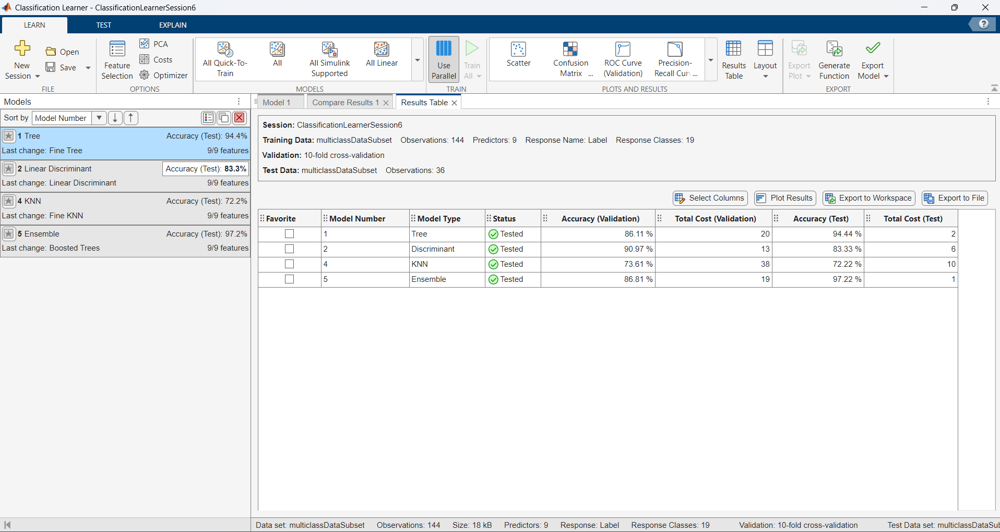 Classification Learner - ClassificationLearnerSession6
LEARN TEST EXPLAIN
New Session
Open
Save
FILE
Feature Selection
PCA
Costs
Optimizer
OPTIONS
All Quick-To-Train
All
All Simulink Supported
All Linear
MODELS
Use Parallel
Train All
TRAIN
Scatter
Confusion Matrix ...
ROC Curve (Validation)
Precision-Recall Cur ...
Results Table
Layout
PLOTS AND RESULTS
Export Plot
Generate Function
Export Model
EXPORT
Models
Sort by Model Number
1 Tree Accuracy (Test): 94.4%
Last change: Fine Tree 9/9 features
2 Linear Discriminant Accuracy (Test): 83.3%
Last change: Linear Discriminant 9/9 features
4 KNN Accuracy (Test): 72.2%
Last change: Fine KNN 9/9 features
5 Ensemble Accuracy (Test): 97.2%
Last change: Boosted Trees 9/9 features
Model 1 Compare Results 1 Results Table
Session: ClassificationLearnerSession6
Training Data: multiclassDataSubset Observations: 144 Predictors: 9 Response Name: Label Response Classes: 19
Validation: 10-fold cross-validation
Test Data: multiclassDataSubset Observations: 36
Select Columns Plot Results Export to Workspace Export to File
Favorite Model Number Model Type Status Accuracy (Validation) Total Cost (Validation) Accuracy (Test) Total Cost (Test)
1 Tree Tested 86.11 % 20 94.44 % 2
2 Discriminant Tested 90.97 % 13 83.33 % 6
4 KNN Tested 73.61 % 38 72.22 % 10
5 Ensemble Tested 86.81 % 19 97.22 % 1
Data set: multiclassDataSubset Observations: 144 Size: 18 kB Predictors: 9 Response: Label Response Classes: 19 Validation: 10-fold cross-validation Test Data set: multiclassDataSul